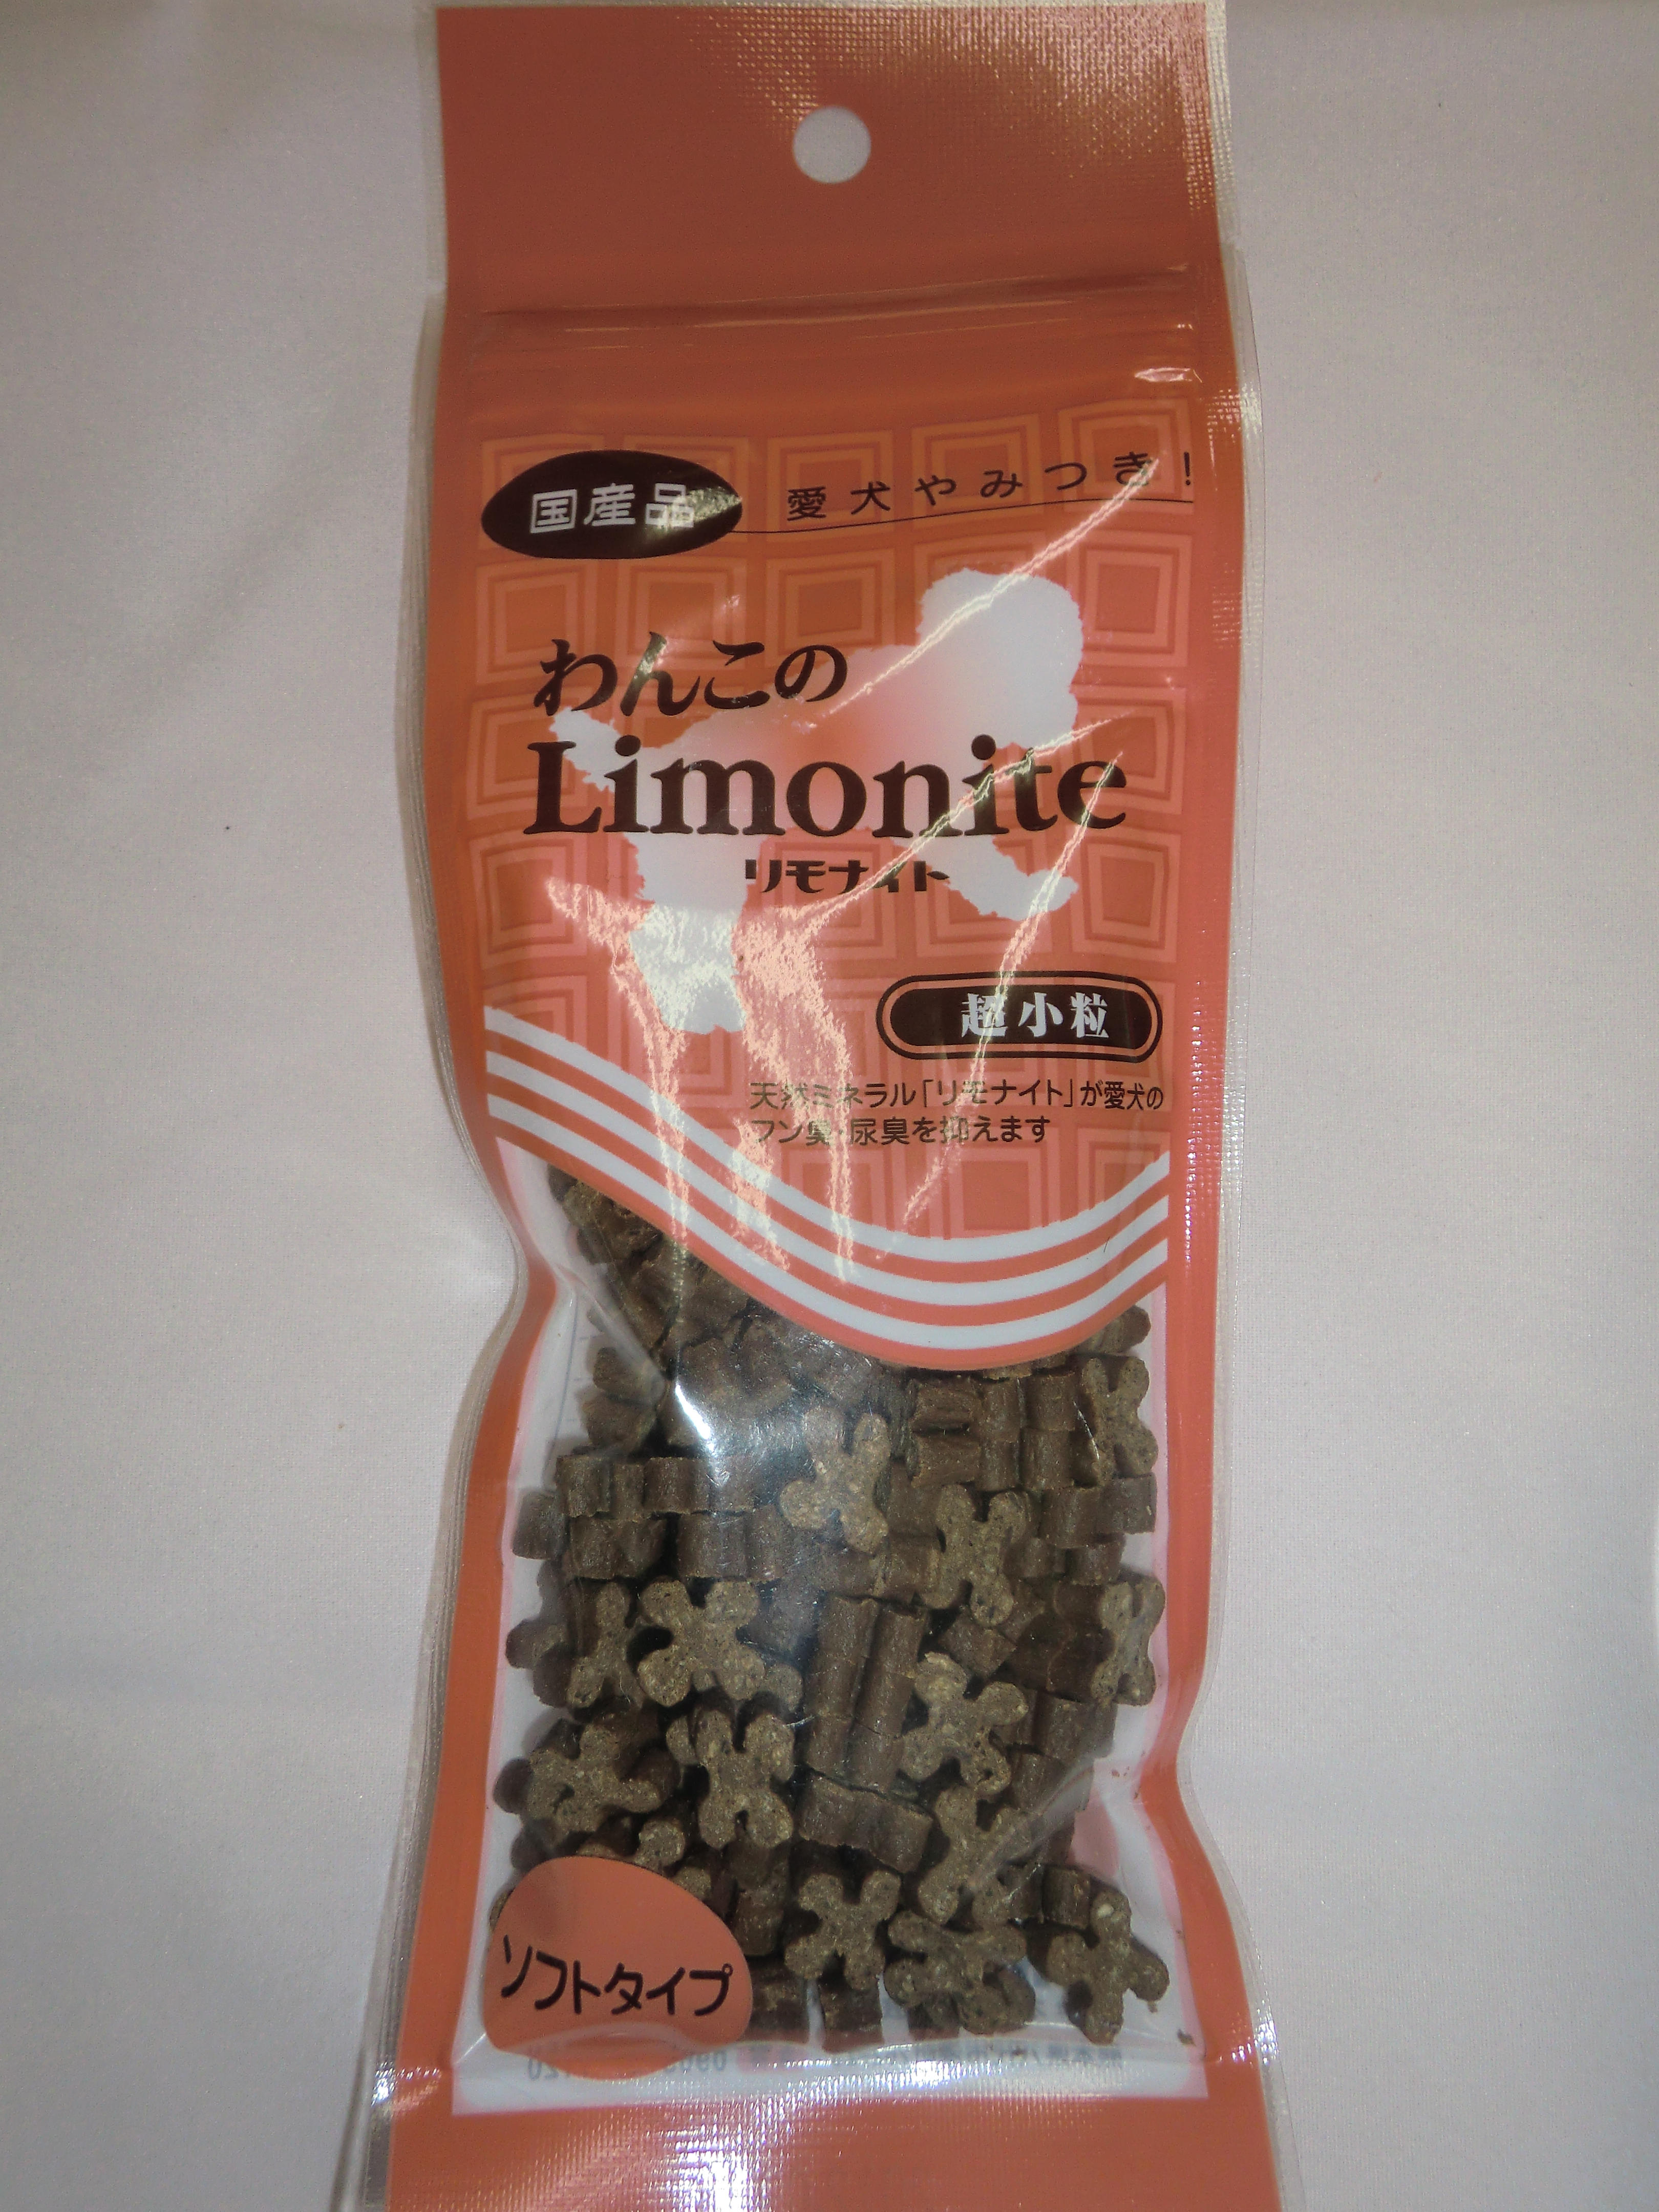 国産品
愛犬やみつき!
わんこの
Limonite
リモナイト
超小粒
天然ミネラル「リモナイト」が愛犬の
フン臭・尿臭を抑えます
ソフトタイプ